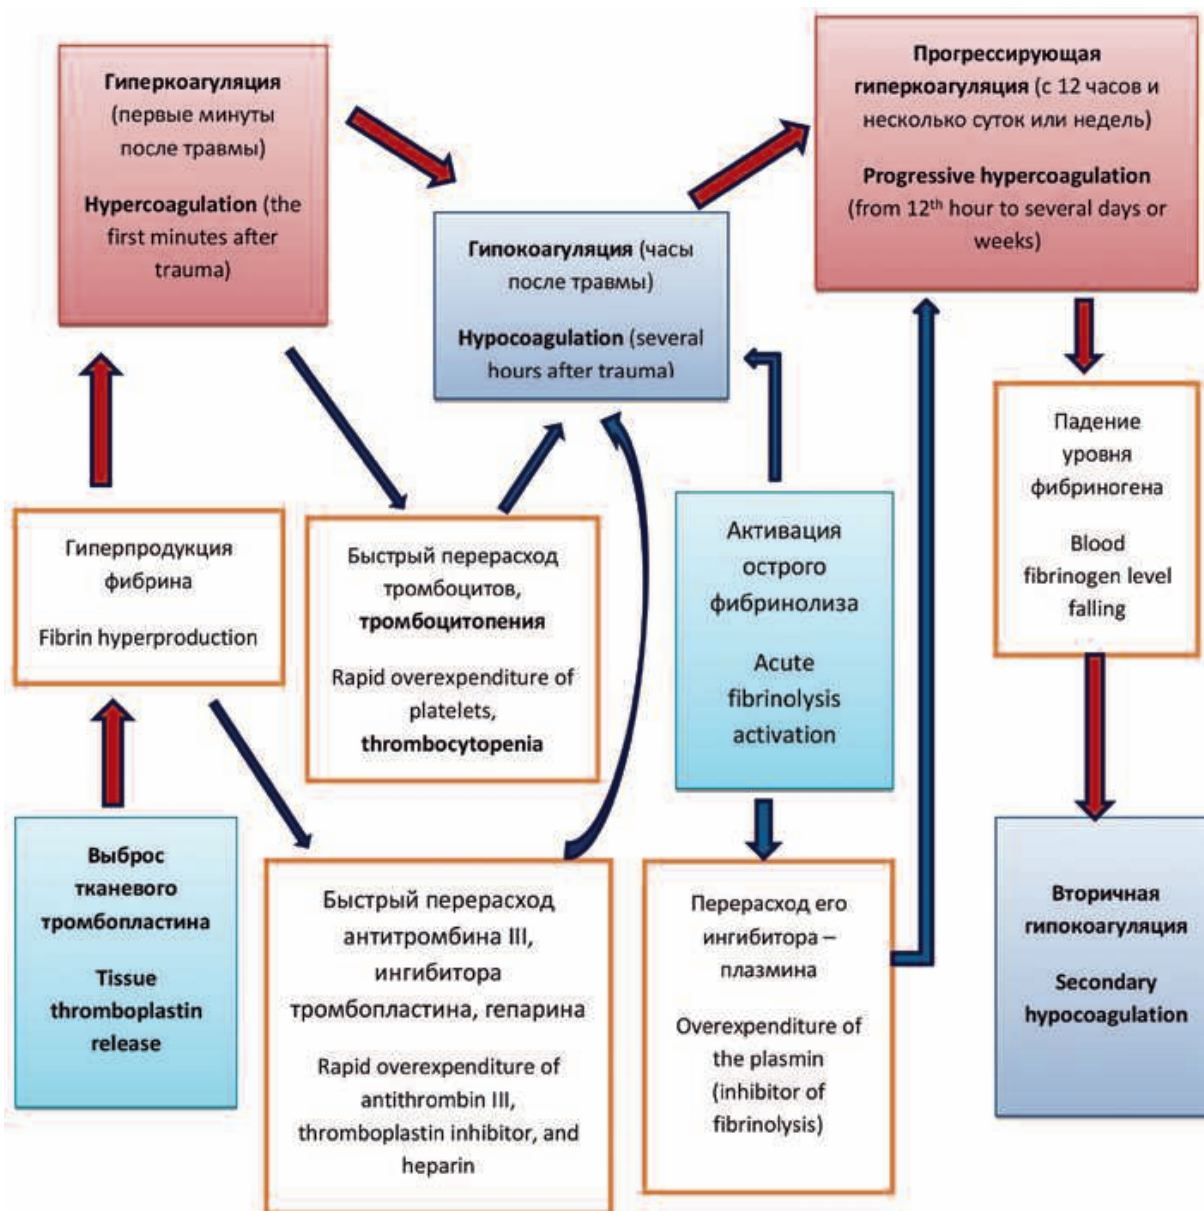 Гиперкоагуляция
(первые минуты
после травмы)
Hypercoagulation (the
first minutes after
trauma)
Гипокоагуляция (часы
после травмы)
Hypocoagulation (several
hours after trauma)
Прогрессирующая
гиперкоагуляция (с 12 часов и
несколько суток или недель)
Progressive hypercoagulation
(from 12th hour to several days or
weeks)
Гиперпродукция
фибрина
Fibrin hyperproduction
Быстрый перерасход
тромбоцитов,
тромбоцитопения
Rapid overexpenditure of
platelets,
thrombocytopenia
Активация
острого
фибринолиза
Acute
fibrinolysis
activation
Падение
уровня
фибриногена
Blood
fibrinogen level
falling
Выброс
тканевого
тромбопластина
Tissue
thromboplastin
release
Быстрый перерасход
антитромбина III,
ингибитора
тромбопластина, гепарина
Rapid overexpenditure of
antithrombin III,
thromboplastin inhibitor, and
heparin
Перерасход его
ингибитора –
плазмина
Overexpenditure of
the plasmin
(inhibitor of
fibrinolysis)
Вторичная
гипокоагуляция
Secondary
hypocoagulation